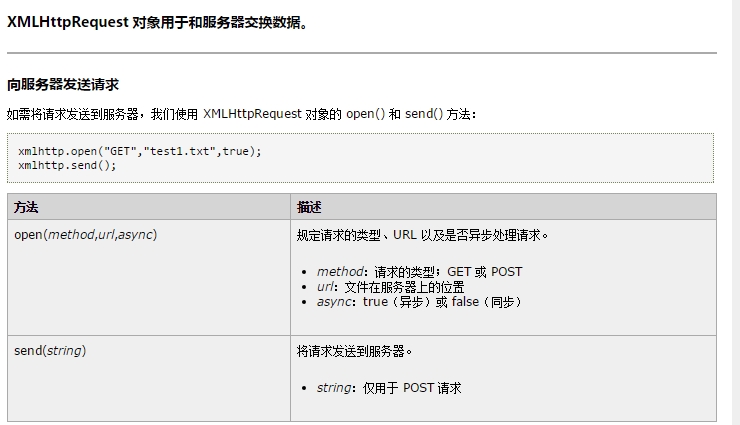 XMLHttpRequest 对象用于和服务器交换数据。
向服务器发送请求
如需将请求发送到服务器，我们使用 XMLHttpRequest 对象的 open() 和 send() 方法：
xmlhttp.open("GET","test1.txt",true);
xmlhttp.send();
方法 描述
open(method,url,async) 规定请求的类型、URL 以及是否异步处理请求。
• method：请求的类型；GET 或 POST
• url：文件在服务器上的位置
• async：true（异步）或 false（同步）
send(string) 将请求发送到服务器。
• string：仅用于 POST 请求